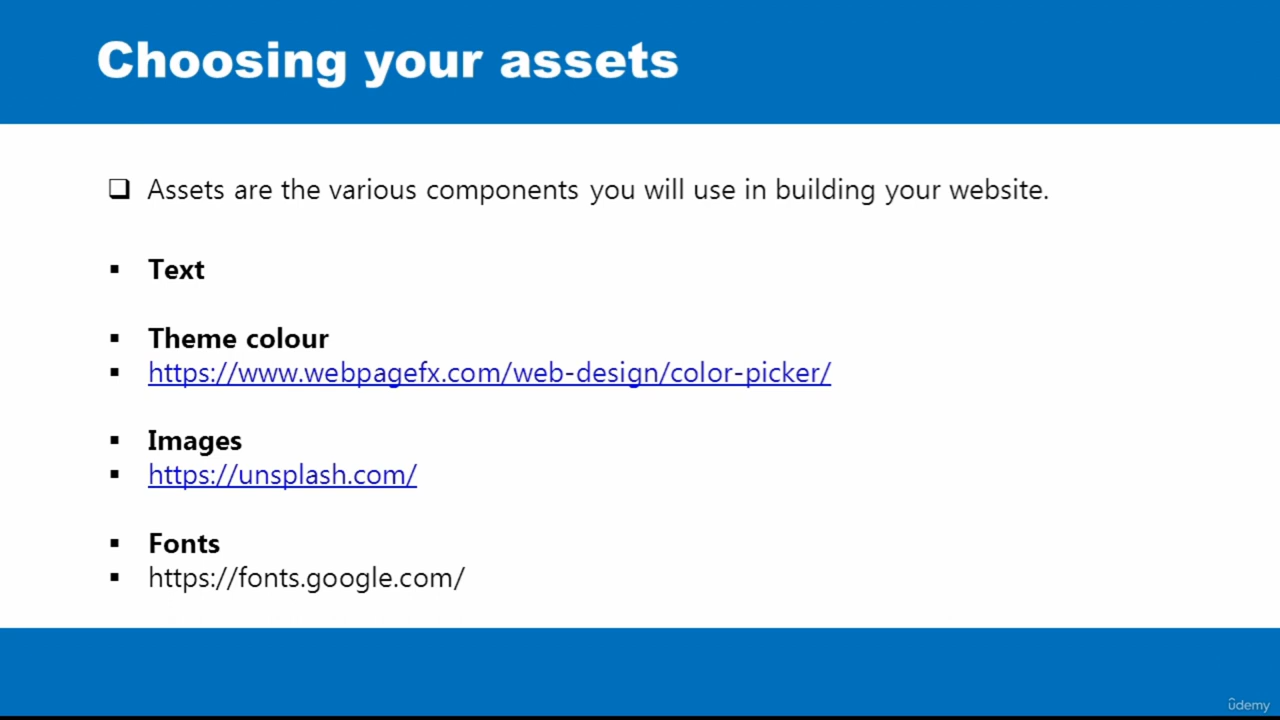 Choosing your assets
Assets are the various components you will use in building your website.
Text
Theme colour
https://www.webpagefx.com/web-design/color-picker/
Images
https://unsplash.com/
Fonts
https://fonts.google.com/
ûdemy